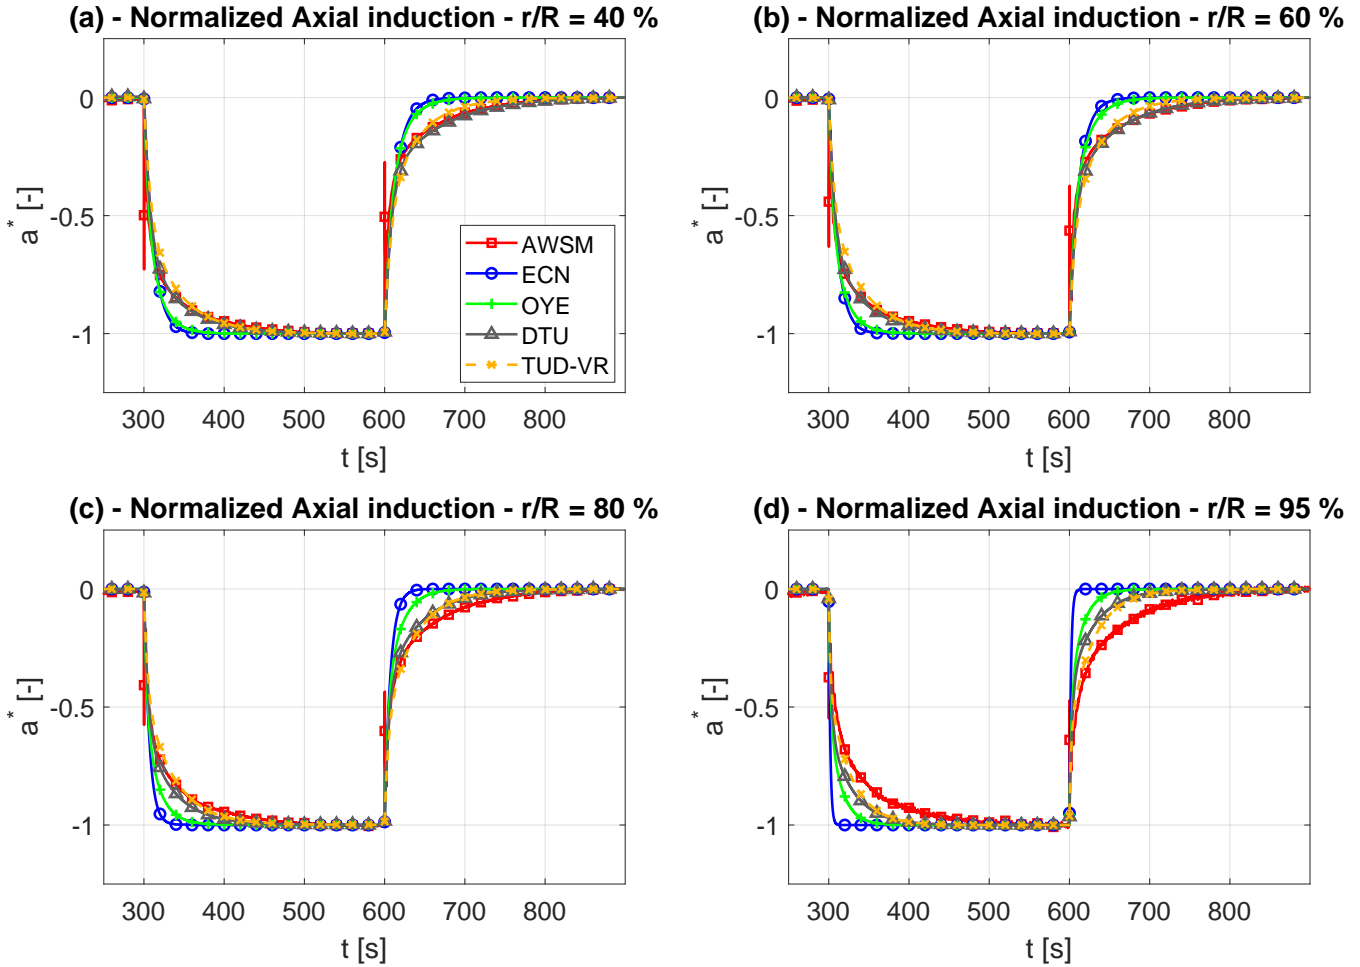 (a) - Normalized Axial induction - r/R = 40 %
0
-0.5
-1
a* [-]
300 400 500 600 700 800
t [s]
AWSM
ECN
OYE
DTU
TUD-VR
(b) - Normalized Axial induction - r/R = 60 %
0
-0.5
-1
a* [-]
300 400 500 600 700 800
t [s]
(c) - Normalized Axial induction - r/R = 80 %
0
-0.5
-1
a* [-]
300 400 500 600 700 800
t [s]
(d) - Normalized Axial induction - r/R = 95 %
0
-0.5
-1
a* [-]
300 400 500 600 700 800
t [s]